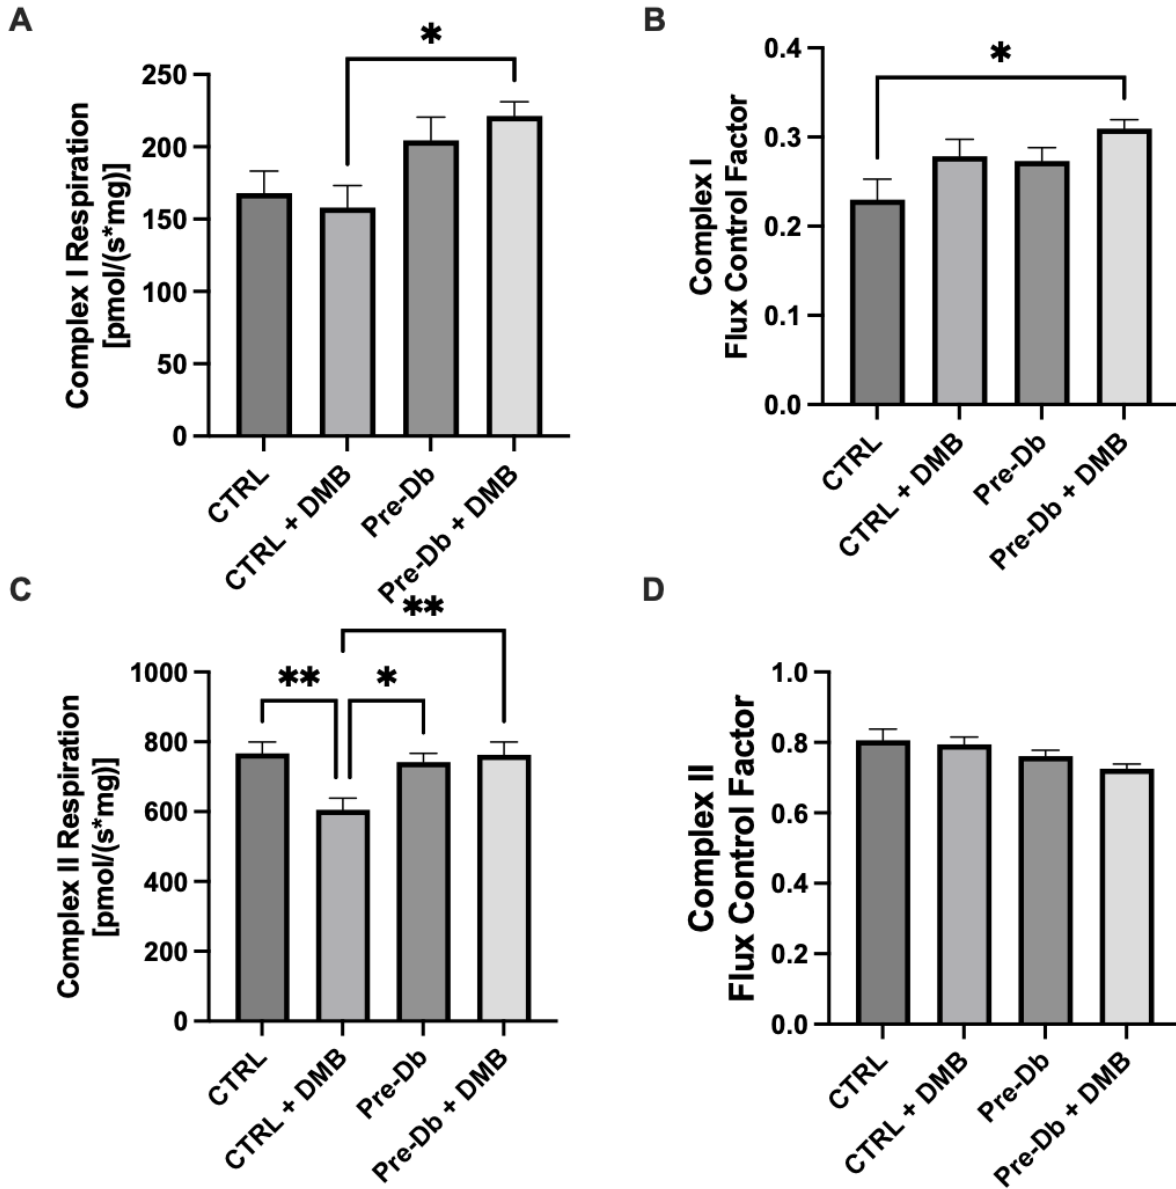 A
*
Complex I Respiration
[pmol/(s*mg)]
250
200
150
100
50
0
CTRL
CTRL + DMB
Pre-Db
Pre-Db + DMB
B
*
Complex I
Flux Control Factor
0.4
0.3
0.2
0.1
0.0
CTRL
CTRL + DMB
Pre-Db
Pre-Db + DMB
C
**
** *
Complex II Respiration
[pmol/(s*mg)]
1000
800
600
400
200
0
CTRL
CTRL + DMB
Pre-Db
Pre-Db + DMB
D
Complex II
Flux Control Factor
1.0
0.8
0.6
0.4
0.2
0.0
CTRL
CTRL + DMB
Pre-Db
Pre-Db + DMB